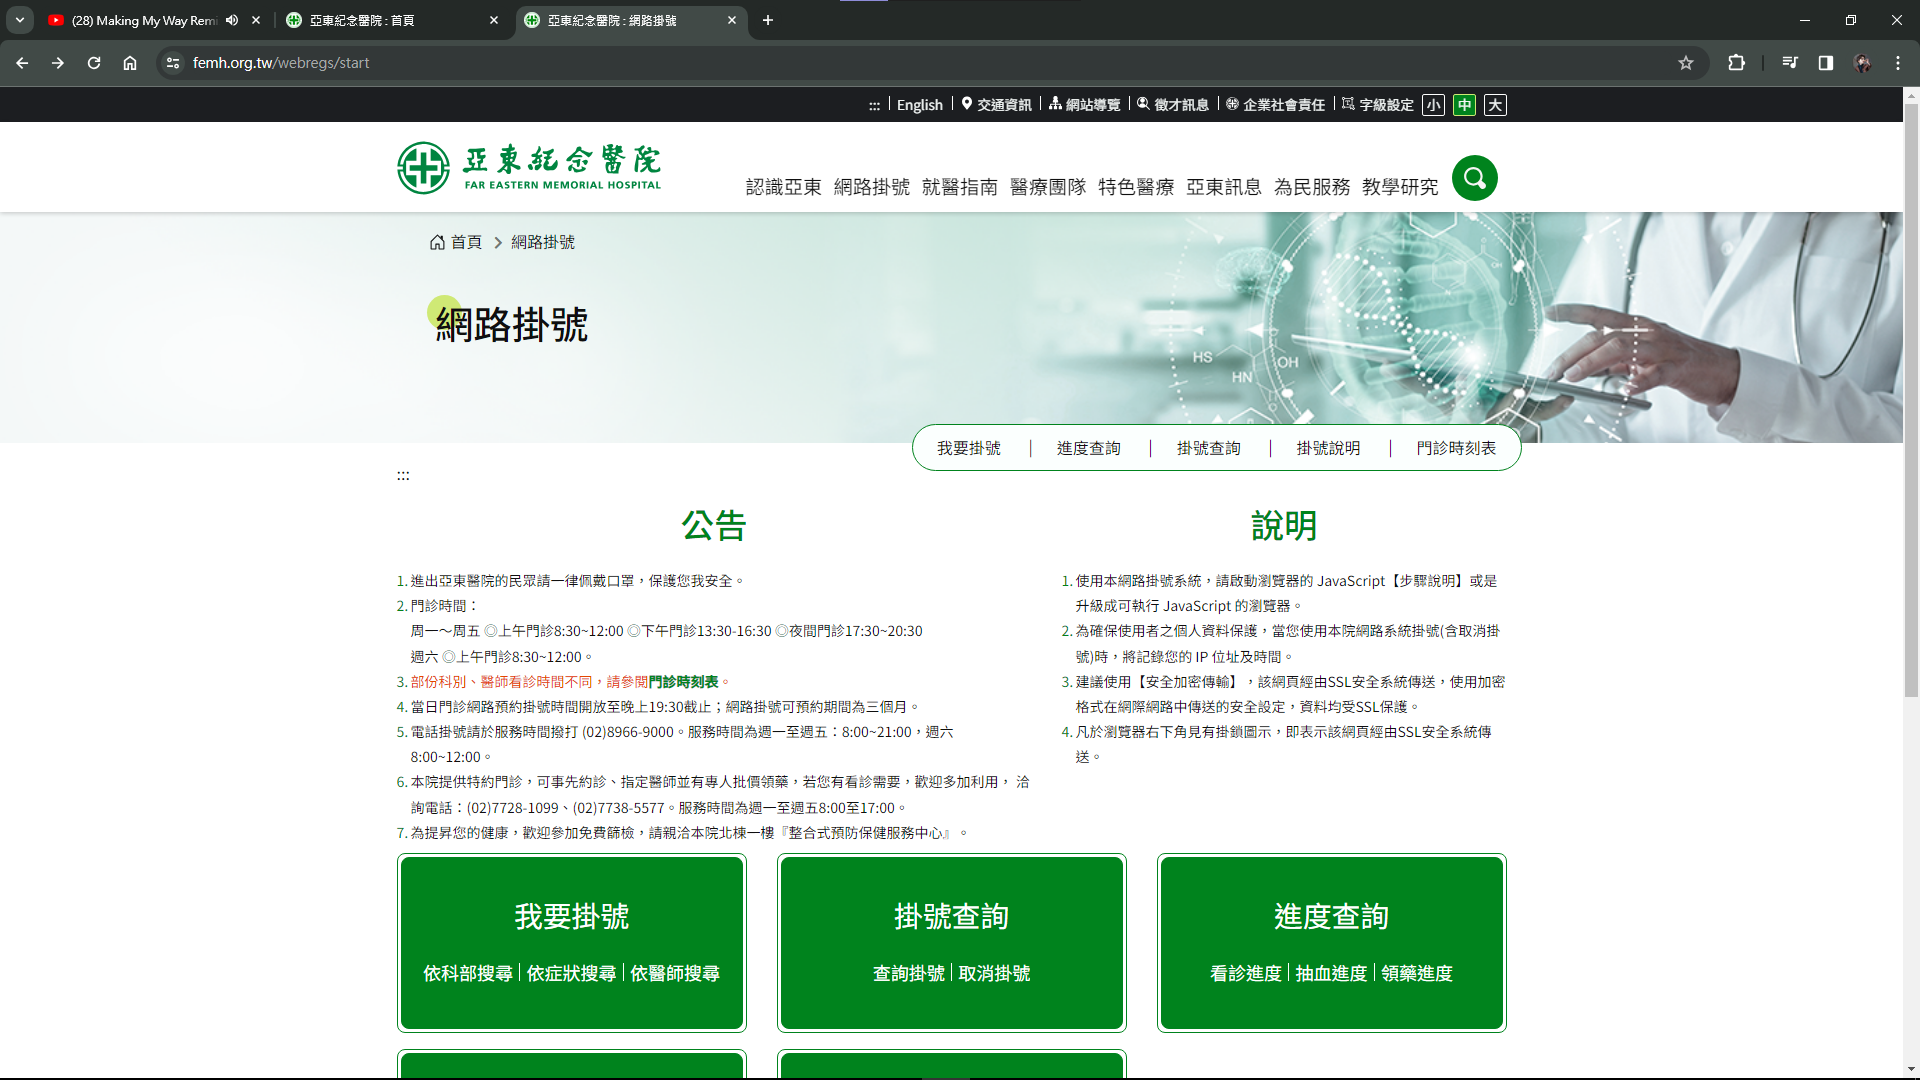 (28) Making My Way Remi
亞東紀念醫院 : 首頁
亞東紀念醫院 : 網路掛號
femh.org.tw/webregs/start
:::
English
交通資訊
網站導覽
徵才訊息
企業社會責任
字級設定
小
中
大
亞東紀念醫院
FAR EASTERN MEMORIAL HOSPITAL
認識亞東 網路掛號 就醫指南 醫療團隊 特色醫療 亞東訊息 為民服務 教學研究
首頁 > 網路掛號
網路掛號
HS
OH
HN
我要掛號 | 進度查詢 | 掛號查詢 | 掛號說明 | 門診時刻表
:::
公告
1. 進出亞東醫院的民眾請一律佩戴口罩，保護您我安全。
2. 門診時間：
周一～周五 ◎上午門診8:30~12:00 ◎下午門診13:30-16:30 ◎夜間門診17:30~20:30
週六 ◎上午門診8:30~12:00。
3. 部份科別、醫師看診時間不同，請參閱門診時刻表。
4. 當日門診網路預約掛號時間開放至晚上19:30截止；網路掛號可預約期間為三個月。
5. 電話掛號請於服務時間撥打 (02)8966-9000。服務時間為週一至週五：8:00~21:00，週六
8:00~12:00。
6. 本院提供特約門診，可事先約診、指定醫師並有專人批價領藥，若您有看診需要，歡迎多加利用， 洽
詢電話：(02)7728-1099、(02)7738-5577。服務時間為週一至週五8:00至17:00。
7. 為提昇您的健康，歡迎參加免費篩檢，請親洽本院北棟一樓『整合式預防保健服務中心』。
說明
1. 使用本網路掛號系統，請啟動瀏覽器的 JavaScript【步驟說明】或是
升級成可執行 JavaScript 的瀏覽器。
2. 為確保使用者之個人資料保護，當您使用本院網路系統掛號(含取消掛
號)時，將記錄您的 IP 位址及時間。
3. 建議使用【安全加密傳輸】，該網頁經由SSL安全系統傳送，使用加密
格式在網際網路中傳送的安全設定，資料均受SSL保護。
4. 凡於瀏覽器右下角見有掛鎖圖示，即表示該網頁經由SSL安全系統傳
送。
我要掛號
依科部搜尋 | 依症狀搜尋 | 依醫師搜尋
掛號查詢
查詢掛號 | 取消掛號
進度查詢
看診進度 | 抽血進度 | 領藥進度